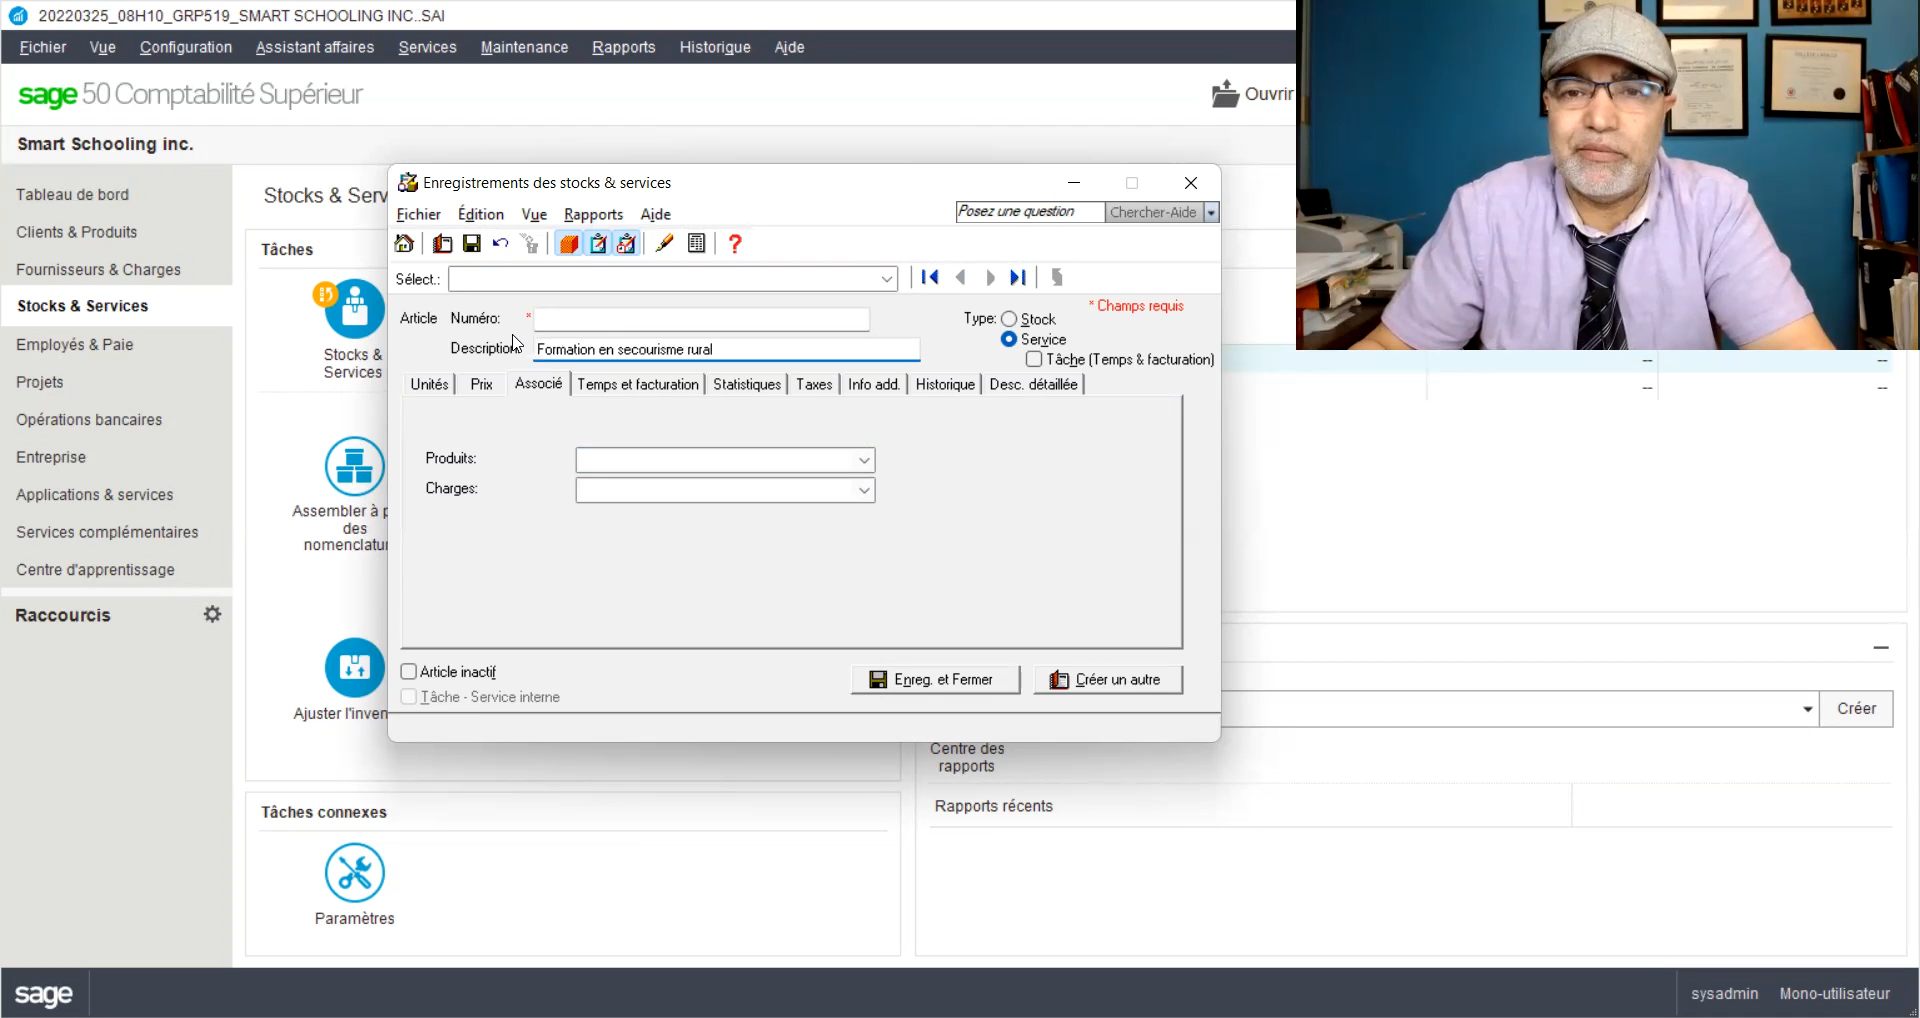 20220325_08H10_GRP519_SMART SCHOOLING INC..SAI
Fichier Vue Configuration Assistant affaires Services Maintenance Rapports Historique Aide
sage 50 Comptabilité Supérieur
Ouvrir
Smart Schooling inc.
Tableau de bord
Clients & Produits
Fournisseurs & Charges
Stocks & Services
Employés & Paie
Projets
Opérations bancaires
Entreprise
Applications & services
Services complémentaires
Centre d'apprentissage
Raccourcis
Stocks & Serv
Tâches
Stocks &
Services
Assembler à p
des
nomenclatu
Ajuster l'inven
Tâches connexes
Paramètres
Enregistrements des stocks & services
Fichier Édition Vue Rapports Aide
Posez une question Chercher-Aide
Sélect.:
* Champs requis
Article Numéro: *
Type: Stock
Service
Description: Formation en secourisme rural
Tâche (Temps & facturation)
Unités Prix Associé Temps et facturation Statistiques Taxes Info add. Historique Desc. détaillée
Produits:
Charges:
Article inactif
Tâche - Service interne
Enreg. et Fermer
Créer un autre
-- --
-- --
Créer
Centre des
rapports
Rapports récents
sage
sysadmin Mono-utilisateur